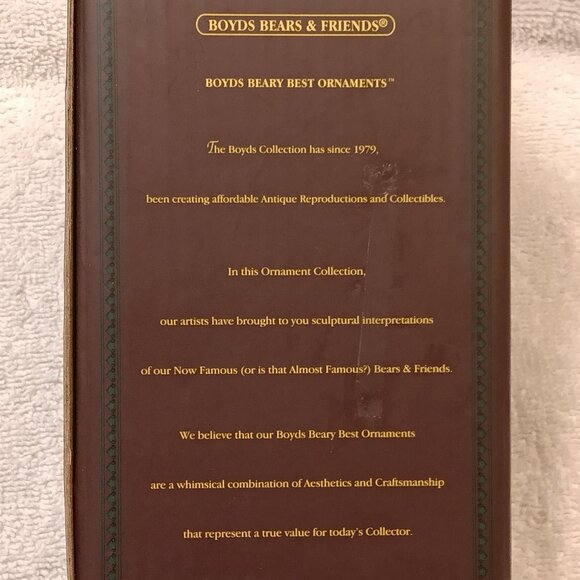 BOYDS BEARS & FRIENDS®
BOYDS BEARY BEST ORNAMENTS™
The Boyds Collection has since 1979,
been creating affordable Antique Reproductions and Collectibles.
In this Ornament Collection,
our artists have brought to you sculptural interpretations
of our Now Famous (or is that Almost Famous?) Bears & Friends.
We believe that our Boyds Beary Best Ornaments
are a whimsical combination of Aesthetics and Craftsmanship
that represent a true value for today's Collector.